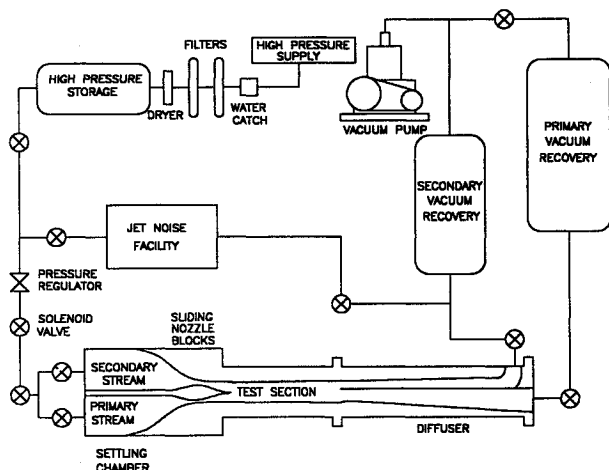 FILTERS
HIGH PRESSURE
SUPPLY
HIGH PRESSURE
STORAGE
DRYER
WATER
CATCH
VACUUM PUMP
PRIMARY
VACUUM
RECOVERY
SECONDARY
VACUUM
RECOVERY
JET NOISE
FACILITY
PRESSURE
REGULATOR
SOLENOID
VALVE
SLIDING
NOZZLE
BLOCKS
SECONDARY
STREAM
TEST SECTION
PRIMARY
STREAM
DIFFUSER
SETTLING
CHAMBER